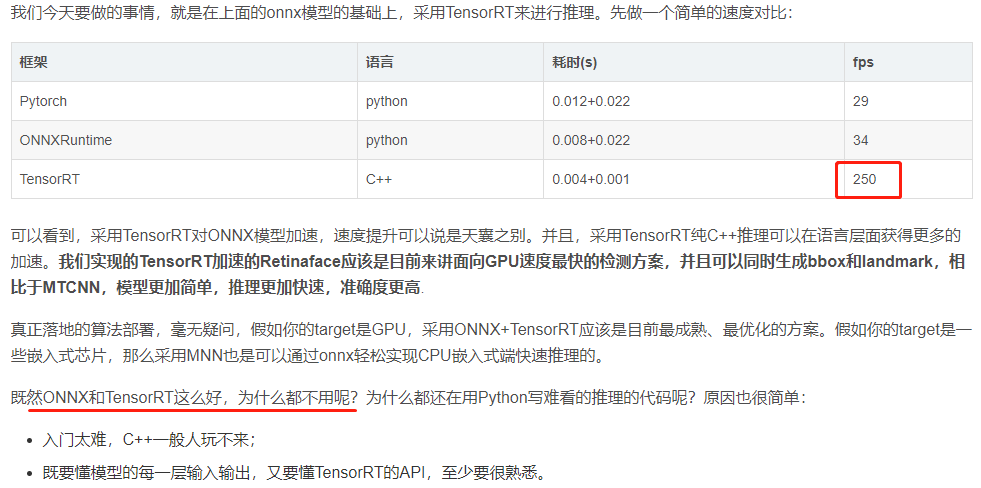 我们今天要做的事情，就是在上面的onnx模型的基础上，采用TensorRT来进行推理。先做一个简单的速度对比：
框架 语言 耗时(s) fps
Pytorch python 0.012+0.022 29
ONNXRuntime python 0.008+0.022 34
TensorRT C++ 0.004+0.001 250
可以看到，采用TensorRT对ONNX模型加速，速度提升可以说是天囊之别。并且，采用TensorRT纯C++推理可以在语言层面获得更多的
加速。我们实现的TensorRT加速的Retinaface应该是目前来讲面向GPU速度最快的检测方案，并且可以同时生成bbox和landmark，相
比于MTCNN，模型更加简单，推理更加快速，准确度更高.
真正落地的算法部署，毫无疑问，假如你的target是GPU，采用ONNX+TensorRT应该是目前最成熟、最优化的方案。假如你的target是一
些嵌入式芯片，那么采用MNN也是可以通过onnx轻松实现CPU嵌入式端快速推理的。
既然ONNX和TensorRT这么好，为什么都不用呢？为什么都还在用Python写难看的推理的代码呢？原因也很简单：
• 入门太难，C++一般人玩不来；
• 既要懂模型的每一层输入输出，又要懂TensorRT的API，至少要很熟悉。